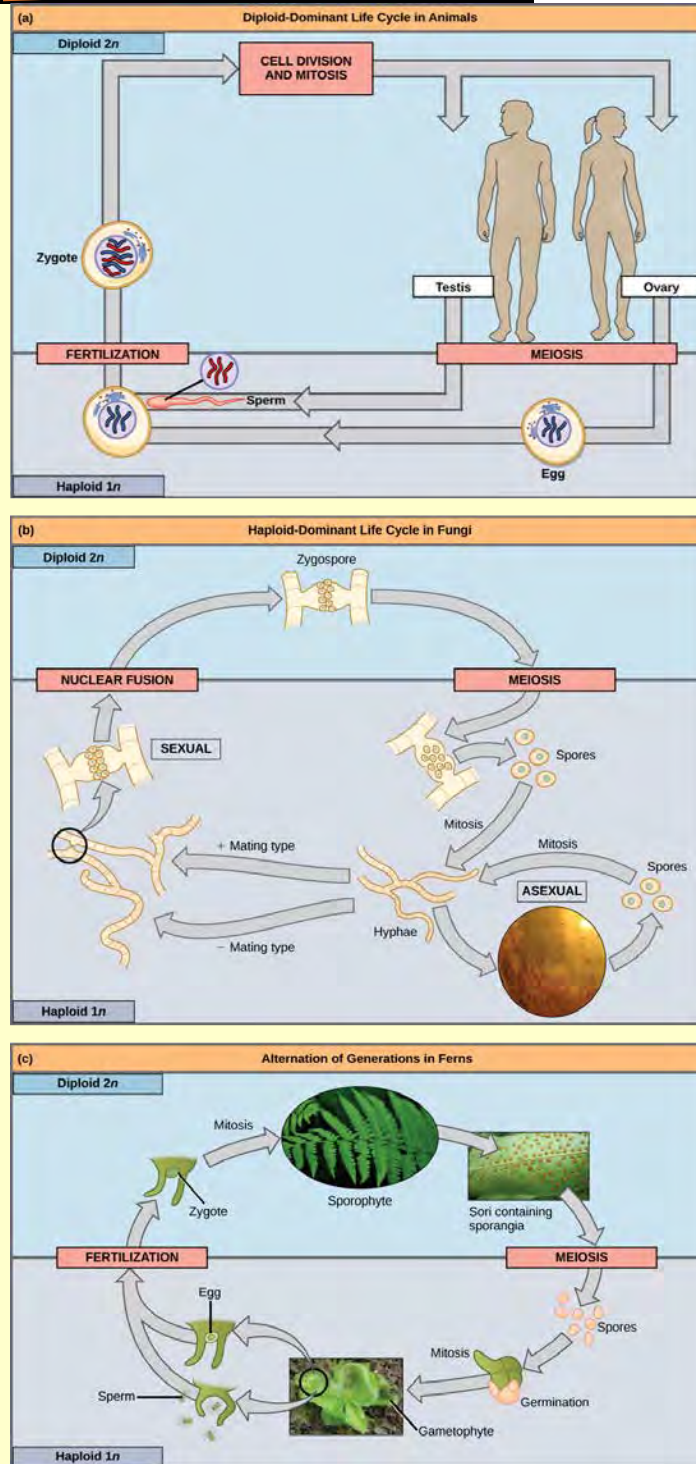 (a) Diploid-Dominant Life Cycle in Animals
Diploid 2n
CELL DIVISION
AND MITOSIS
Zygote
Testis
Ovary
FERTILIZATION
MEIOSIS
Sperm
Egg
Haploid 1n
(b) Haploid-Dominant Life Cycle in Fungi
Diploid 2n
Zygospore
NUCLEAR FUSION
MEIOSIS
SEXUAL
Spores
Mitosis
+ Mating type
Mitosis
Spores
ASEXUAL
Hyphae
− Mating type
Haploid 1n
(c) Alternation of Generations in Ferns
Diploid 2n
Mitosis
Zygote
Sporophyte
Sori containing
sporangia
FERTILIZATION
MEIOSIS
Egg
Spores
Mitosis
Sperm
Germination
Gametophyte
Haploid 1n